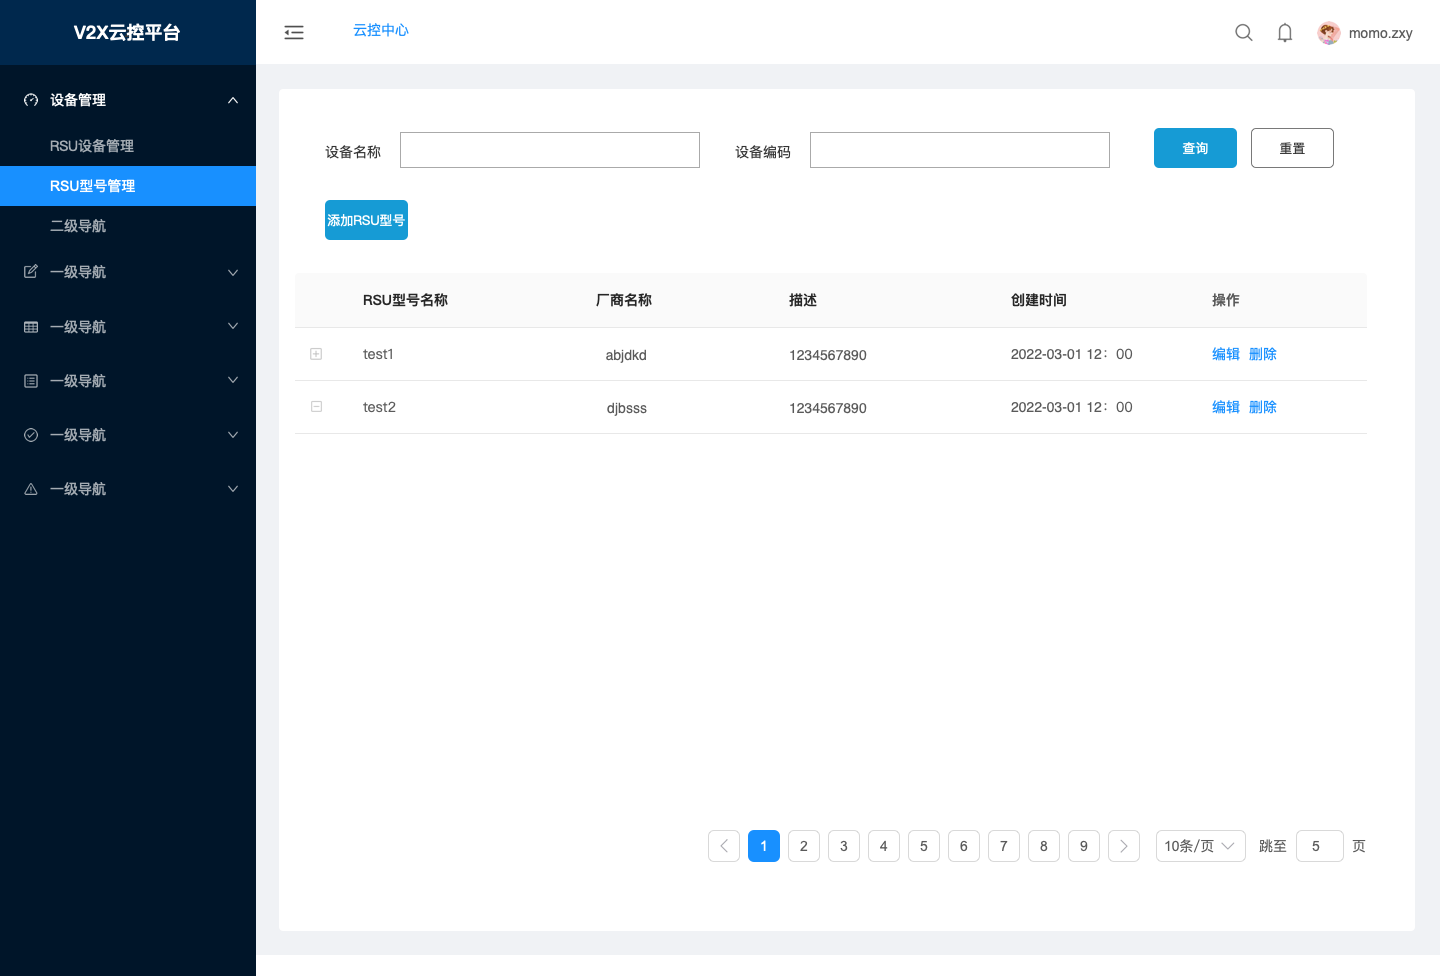 V2X云控平台
云控中心
momo.zxy
设备管理
RSU设备管理
RSU型号管理
二级导航
一级导航
一级导航
一级导航
一级导航
一级导航
设备名称
设备编码
查询
重置
添加RSU型号
RSU型号名称 厂商名称 描述 创建时间 操作
test1 abjdkd 1234567890 2022-03-01 12：00 编辑 删除
test2 djbsss 1234567890 2022-03-01 12：00 编辑 删除
1 2 3 4 5 6 7 8 9 10条/页 跳至 5 页